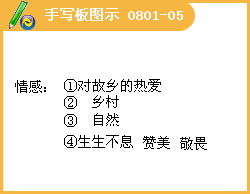 手写板图示 0801-05
情感：①对故乡的热爱
② 乡村
③ 自然
④生生不息 赞美 敬畏